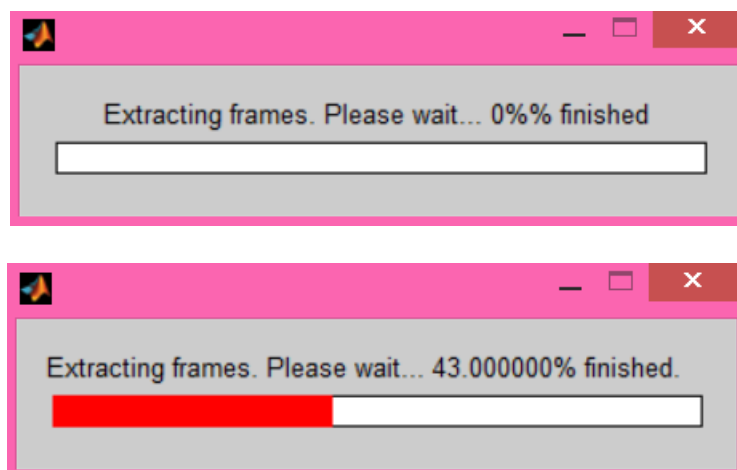 Extracting frames. Please wait... 0%% finished
Extracting frames. Please wait... 43.000000% finished.